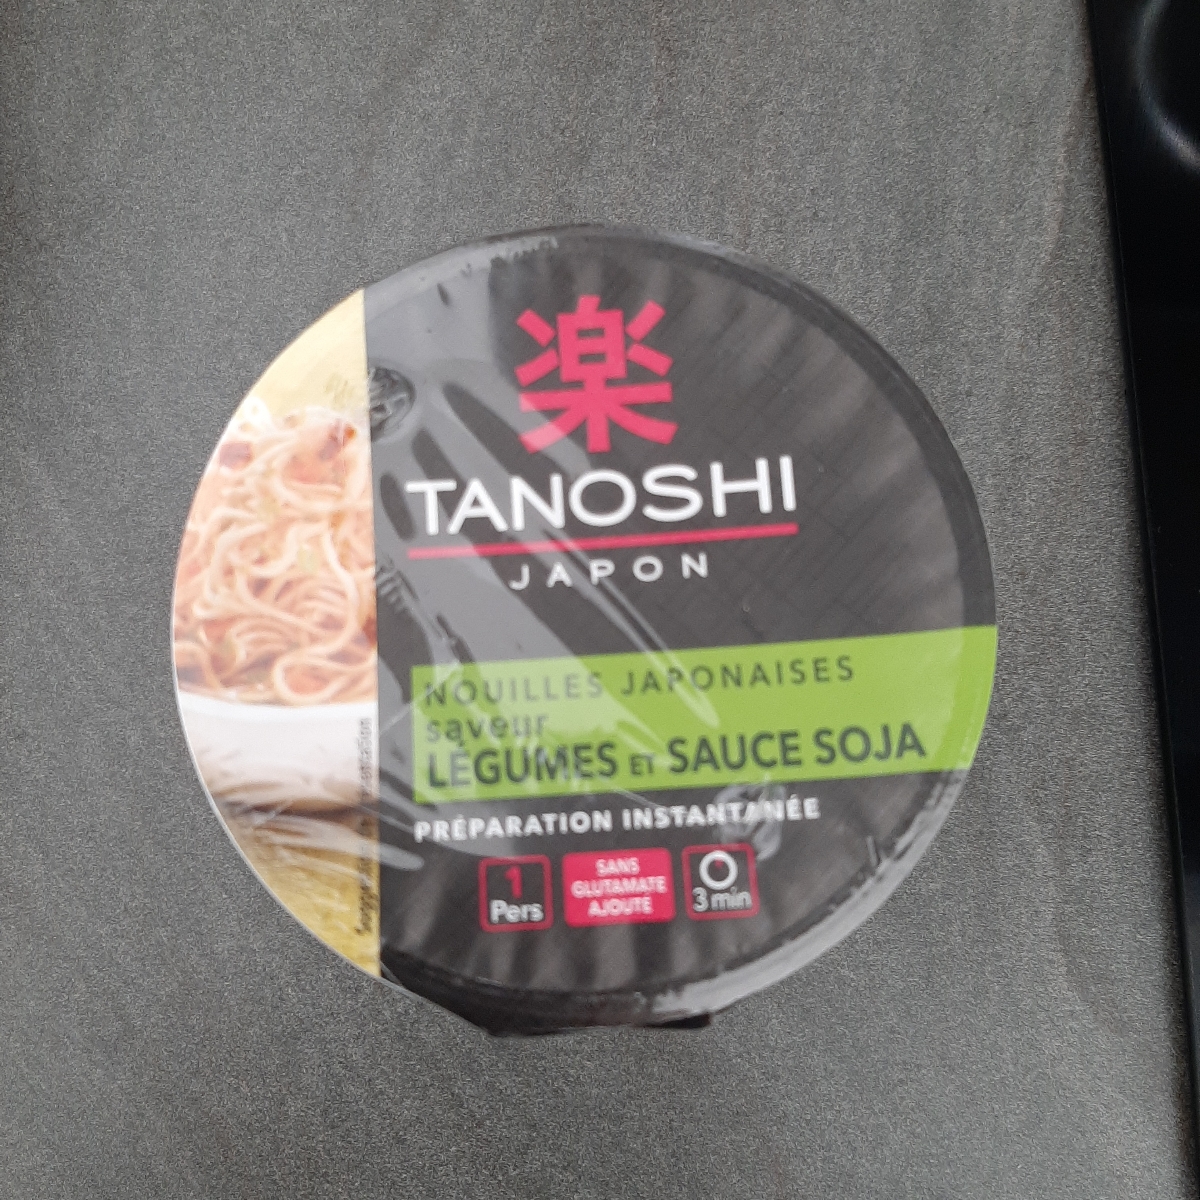 楽
TANOSHI
JAPON
NOUILLES JAPONAISES
saveur
LÉGUMES ET SAUCE SOJA
PRÉPARATION INSTANTANÉE
1
Pers
SANS
GLUTAMATE
AJOUTÉ
3 min